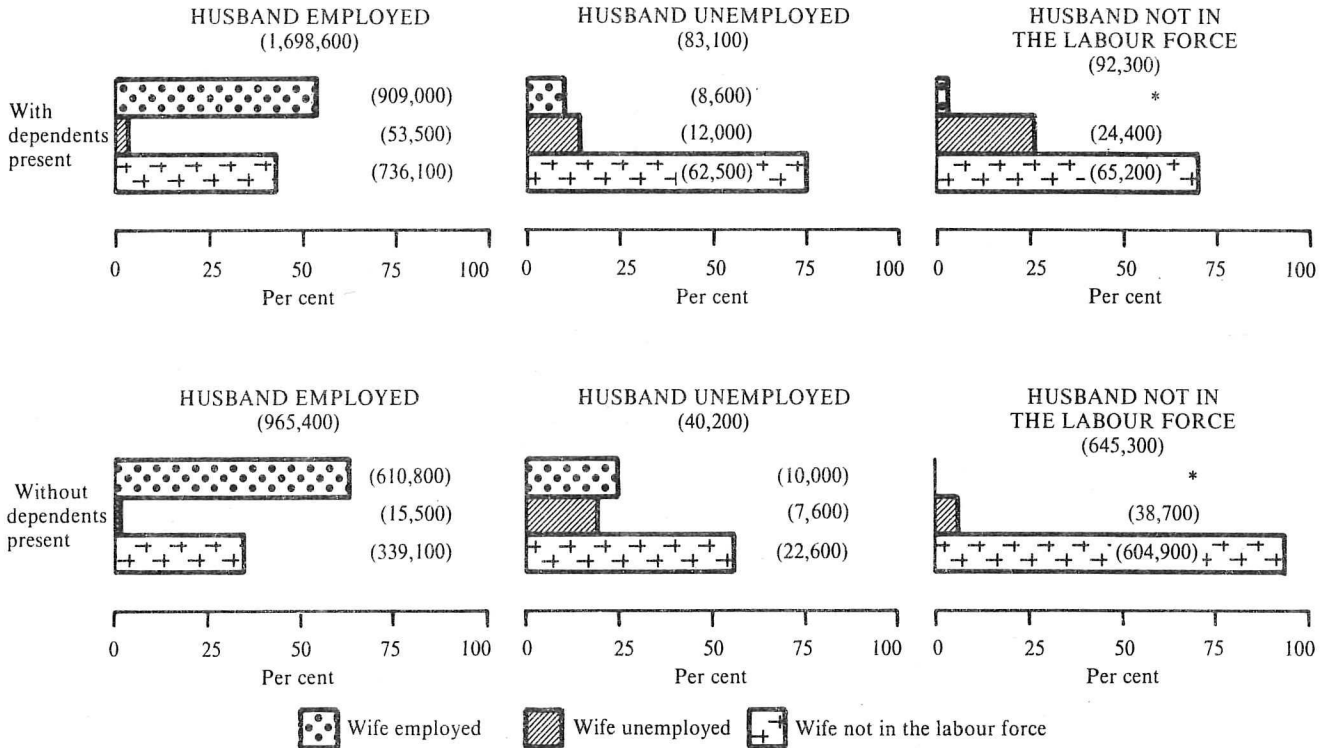 HUSBAND EMPLOYED
(1,698,600)
HUSBAND UNEMPLOYED
(83,100)
HUSBAND NOT IN
THE LABOUR FORCE
(92,300)
With
dependents
present
(909,000)
(53,500)
(736,100)
(8,600)
(12,000)
(62,500)
*
(24,400)
(65,200)
0 25 50 75 100
Per cent
0 25 50 75 100
Per cent
0 25 50 75 100
Per cent
HUSBAND EMPLOYED
(965,400)
HUSBAND UNEMPLOYED
(40,200)
HUSBAND NOT IN
THE LABOUR FORCE
(645,300)
Without
dependents
present
(610,800)
(15,500)
(339,100)
(10,000)
(7,600)
(22,600)
*
(38,700)
(604,900)
0 25 50 75 100
Per cent
0 25 50 75 100
Per cent
0 25 50 75 100
Per cent
Wife employed
Wife unemployed
Wife not in the labour force